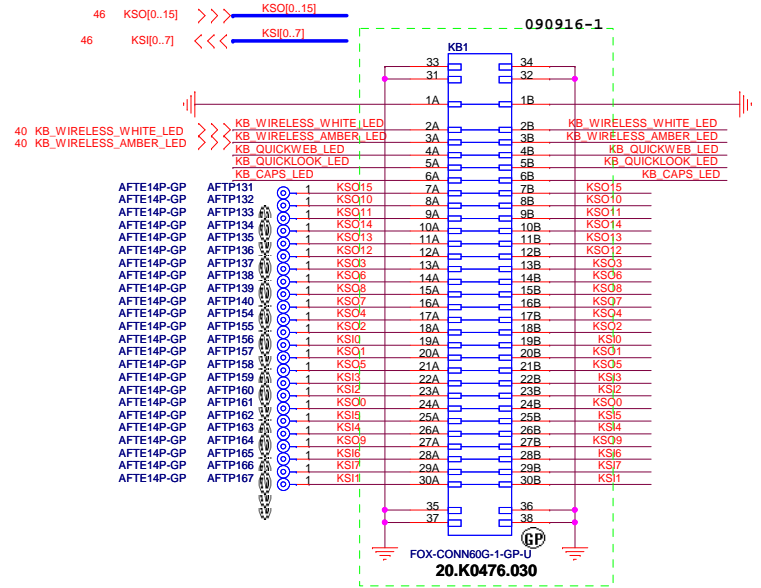 46 KSO[0..15] KSO[0..15]
46 KSI[0..7] KSI[0..7]
090916-1
KB1
33 34
31 32
1A 1B
40 KB_WIRELESS_WHITE_LED KB_WIRELESS_WHITE_LED 2A 2B KB_WIRELESS_WHITE_LED
40 KB_WIRELESS_AMBER_LED KB_WIRELESS_AMBER_LED 3A 3B KB_WIRELESS_AMBER_LED
KB_QUICKWEB_LED 4A 4B KB_QUICKWEB_LED
KB_QUICKLOOK_LED 5A 5B KB_QUICKLOOK_LED
KB_CAPS_LED 6A 6B KB_CAPS_LED
AFTE14P-GP AFTP131 1 KSO15 7A 7B KSO15
AFTE14P-GP AFTP132 1 KSO10 8A 8B KSO10
AFTE14P-GP AFTP133 1 KSO11 9A 9B KSO11
AFTE14P-GP AFTP134 1 KSO14 10A 10B KSO14
AFTE14P-GP AFTP135 1 KSO13 11A 11B KSO13
AFTE14P-GP AFTP136 1 KSO12 12A 12B KSO12
AFTE14P-GP AFTP137 1 KSO3 13A 13B KSO3
AFTE14P-GP AFTP138 1 KSO6 14A 14B KSO6
AFTE14P-GP AFTP139 1 KSO8 15A 15B KSO8
AFTE14P-GP AFTP140 1 KSO7 16A 16B KSO7
AFTE14P-GP AFTP154 1 KSO4 17A 17B KSO4
AFTE14P-GP AFTP155 1 KSO2 18A 18B KSO2
AFTE14P-GP AFTP156 1 KSI0 19A 19B KSI0
AFTE14P-GP AFTP157 1 KSO1 20A 20B KSO1
AFTE14P-GP AFTP158 1 KSO5 21A 21B KSO5
AFTE14P-GP AFTP159 1 KSI3 22A 22B KSI3
AFTE14P-GP AFTP160 1 KSI2 23A 23B KSI2
AFTE14P-GP AFTP161 1 KSO0 24A 24B KSO0
AFTE14P-GP AFTP162 1 KSI5 25A 25B KSI5
AFTE14P-GP AFTP163 1 KSI4 26A 26B KSI4
AFTE14P-GP AFTP164 1 KSO9 27A 27B KSO9
AFTE14P-GP AFTP165 1 KSI6 28A 28B KSI6
AFTE14P-GP AFTP166 1 KSI7 29A 29B KSI7
AFTE14P-GP AFTP167 1 KSI1 30A 30B KSI1
35 36
37 38
GP
FOX-CONN60G-1-GP-U
20.K0476.030